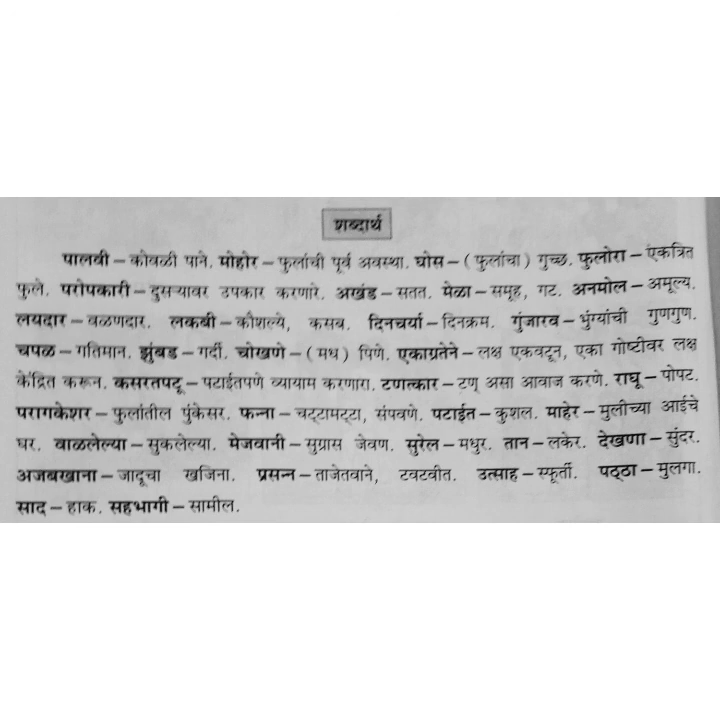 शब्दार्थ
पालवी – कोवळी पाने. मोहोर – फुलांची पूर्व अवस्था. घोस – ( फुलांचा ) गुच्छ. फुलोरा – एकत्रित
फुले. परोपकारी – दुसऱ्यावर उपकार करणारे. अखंड – सतत. मेळा – समूह, गट. अनमोल – अमूल्य.
लयदार – वळणदार. लकबी – कौशल्ये, कसब. दिनचर्या – दिनक्रम. गुंजारव – भुंग्यांची गुणगुण.
चपळ – गतिमान. झुंबड – गर्दी. चोखणे – ( मध ) पिणे. एकाग्रतेने – लक्ष एकवटून, एका गोष्टीवर लक्ष
केंद्रित करून. कसरतपटू – पटाईतपणे व्यायाम करणारा. टणत्कार – टण् असा आवाज करणे. राघू – पोपट.
परागकेशर – फुलांतील पुंकेसर. फन्ना – चट्टामट्टा, संपवणे. पटाईत – कुशल. माहेर – मुलीच्या आईचे
घर. वाळलेल्या – सुकलेल्या. मेजवानी – सुग्रास जेवण. सुरेल – मधुर. तान – लकेर. देखणा – सुंदर.
अजबखाना – जादूचा खजिना. प्रसन्न – ताजेतवाने, टवटवीत. उत्साह – स्फूर्ती. पठ्ठा – मुलगा.
साद – हाक. सहभागी – सामील.